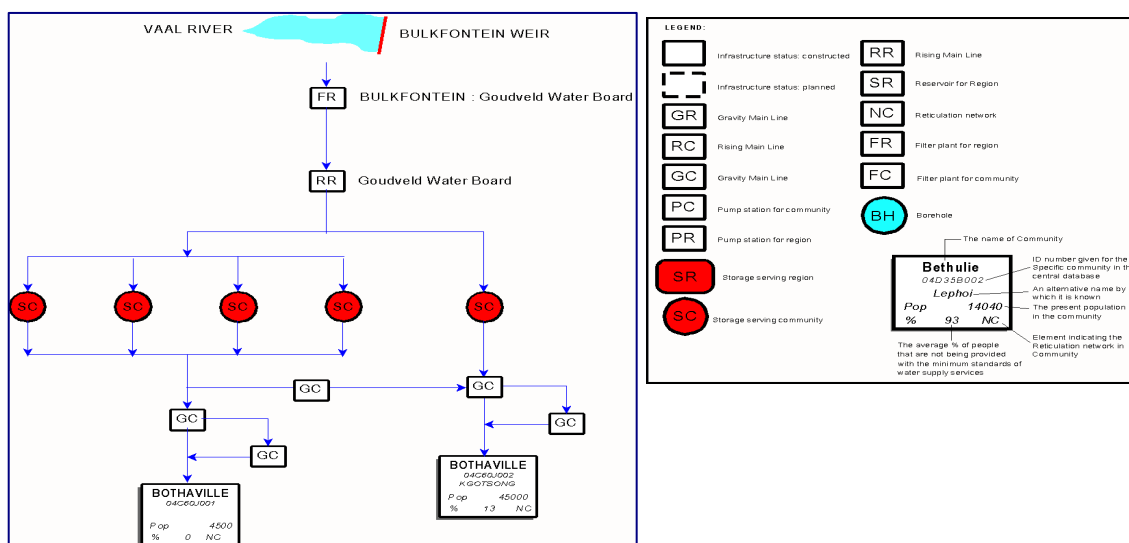 VAAL RIVER
BULKFONTEIN WEIR
FR
BULKFONTEIN : Goudveld Water Board
RR
Goudveld Water Board
SC
SC
SC
SC
SC
GC
GC
GC
GC
GC
BOTHAVILLE
04C60J001
Pop 4500
% 0 NC
BOTHAVILLE
04C60J002
KGOTSONG
Pop 45000
% 13 NC
LEGEND:
Infrastructure status: constructed
Infrastructure status: planned
GR Gravity Main Line
RC Rising Main Line
GC Gravity Main Line
PC Pump station for community
PR Pump station for region
SR Storage serving region
SC Storage serving community
RR Rising Main Line
SR Reservoir for Region
NC Reticulation network
FR Filter plant for region
FC Filter plant for community
BH Borehole
The name of Community
Bethulie
04D35B002
Lephoi
Pop 14040
% 93 NC
ID number given for the
Specific community in the
central database
An alternative name by
which it is known
The present population
in the community
Element indicating the
Reticulation network in
Community
The average % of people
that are not being provided
with the minimum standards of
water supply services